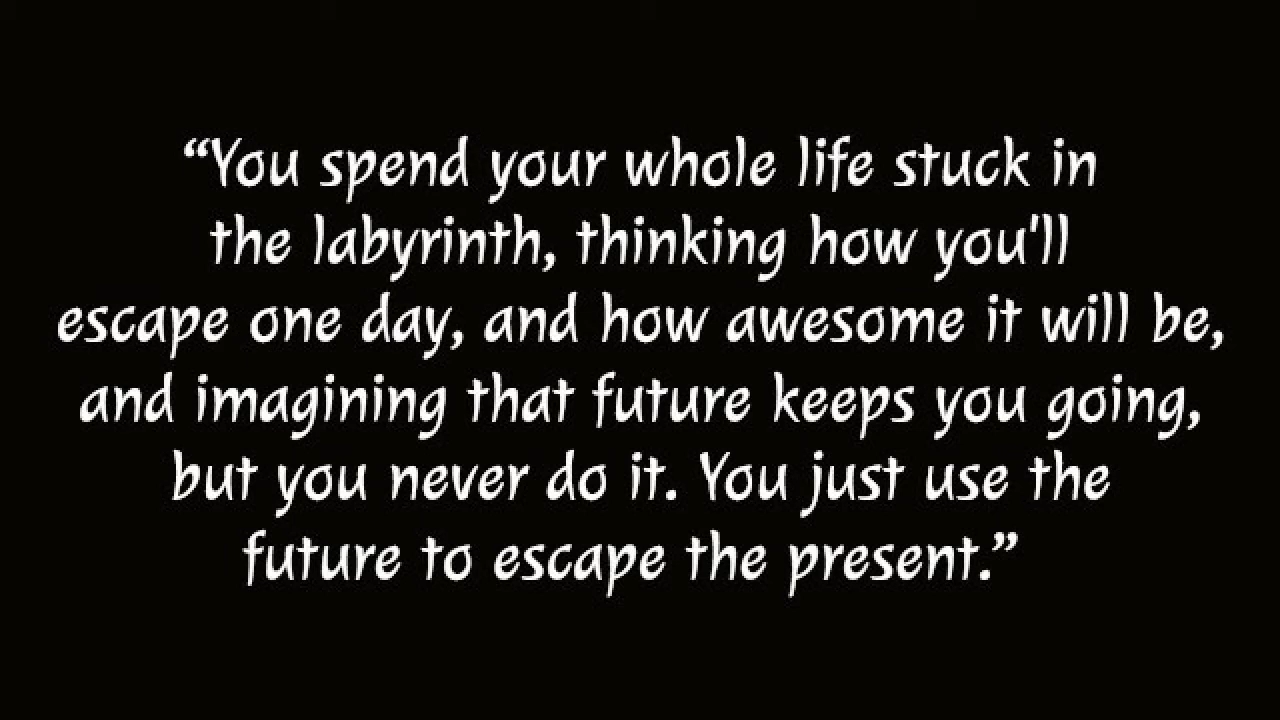 “You spend your whole life stuck in
the labyrinth, thinking how you'll
escape one day, and how awesome it will be,
and imagining that future keeps you going,
but you never do it. You just use the
future to escape the present.”